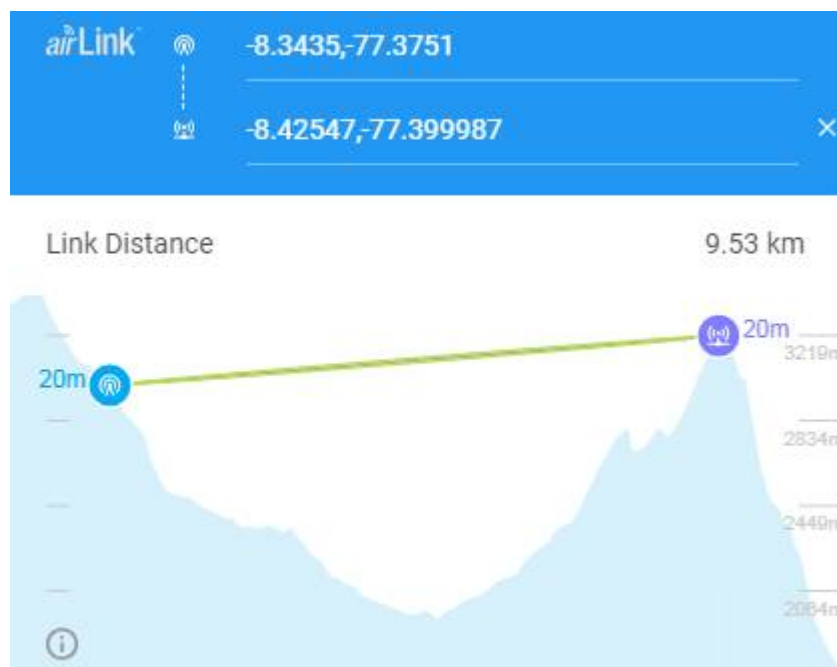 airLink
-8.3435,-77.3751
-8.42547,-77.399987
Link Distance 9.53 km
20m
3219m
20m
2834m
2449m
2064m